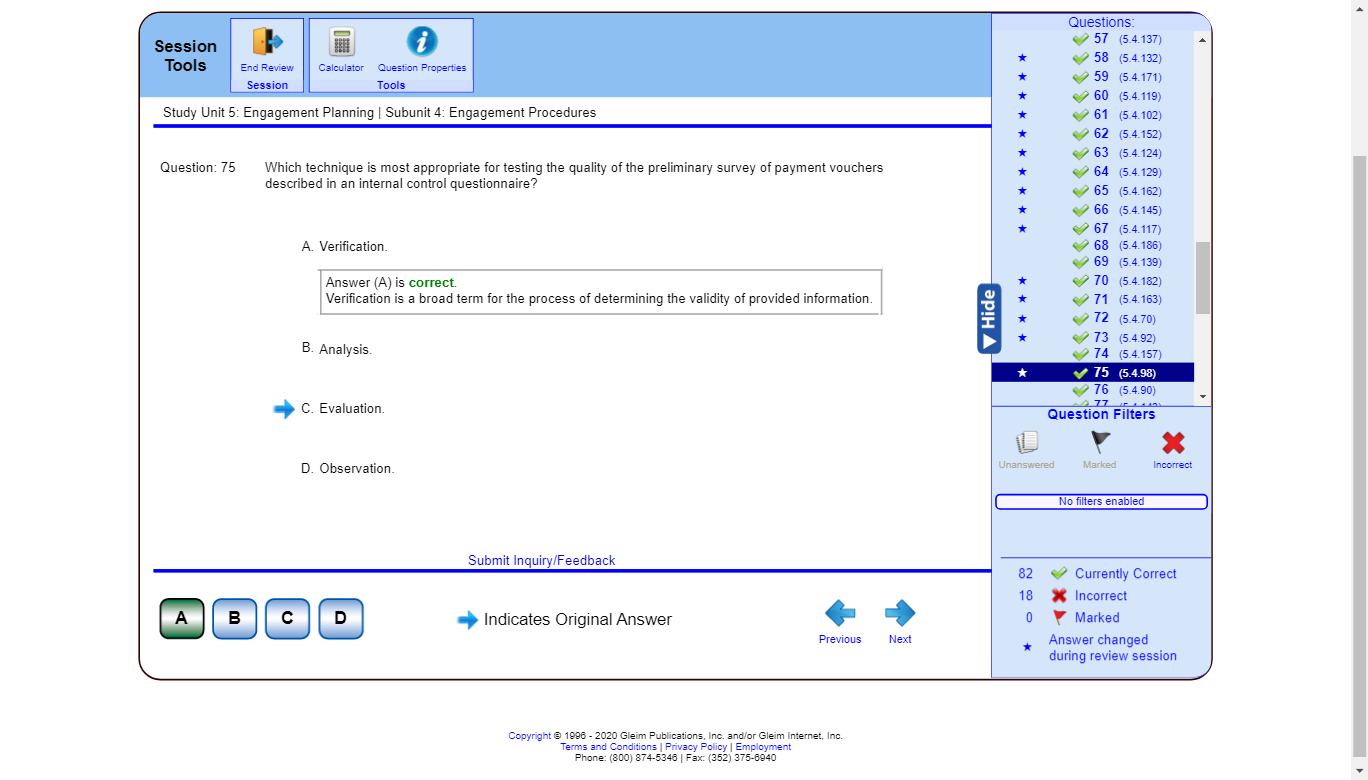 Session
Tools
End Review
Session
Calculator
Question Properties
Tools
Study Unit 5: Engagement Planning | Subunit 4: Engagement Procedures
Question: 75
Which technique is most appropriate for testing the quality of the preliminary survey of payment vouchers
described in an internal control questionnaire?
A. Verification.
Answer (A) is correct.
Verification is a broad term for the process of determining the validity of provided information.
B. Analysis.
C. Evaluation.
D. Observation.
Submit Inquiry/Feedback
A
B
C
D
Indicates Original Answer
Previous
Next
Hide
Questions:
57 (5.4.137)
58 (5.4.132)
59 (5.4.171)
60 (5.4.119)
61 (5.4.102)
62 (5.4.152)
63 (5.4.124)
64 (5.4.129)
65 (5.4.162)
66 (5.4.145)
67 (5.4.117)
68 (5.4.186)
69 (5.4.139)
70 (5.4.182)
71 (5.4.163)
72 (5.4.70)
73 (5.4.92)
74 (5.4.157)
75 (5.4.98)
76 (5.4.90)
77
Question Filters
Unanswered
Marked
Incorrect
No filters enabled
82 Currently Correct
18 Incorrect
0 Marked
Answer changed
during review session
Copyright © 1996 - 2020 Gleim Publications, Inc. and/or Gleim Internet, Inc.
Terms and Conditions | Privacy Policy | Employment
Phone: (800) 874-5346 | Fax: (352) 375-6940